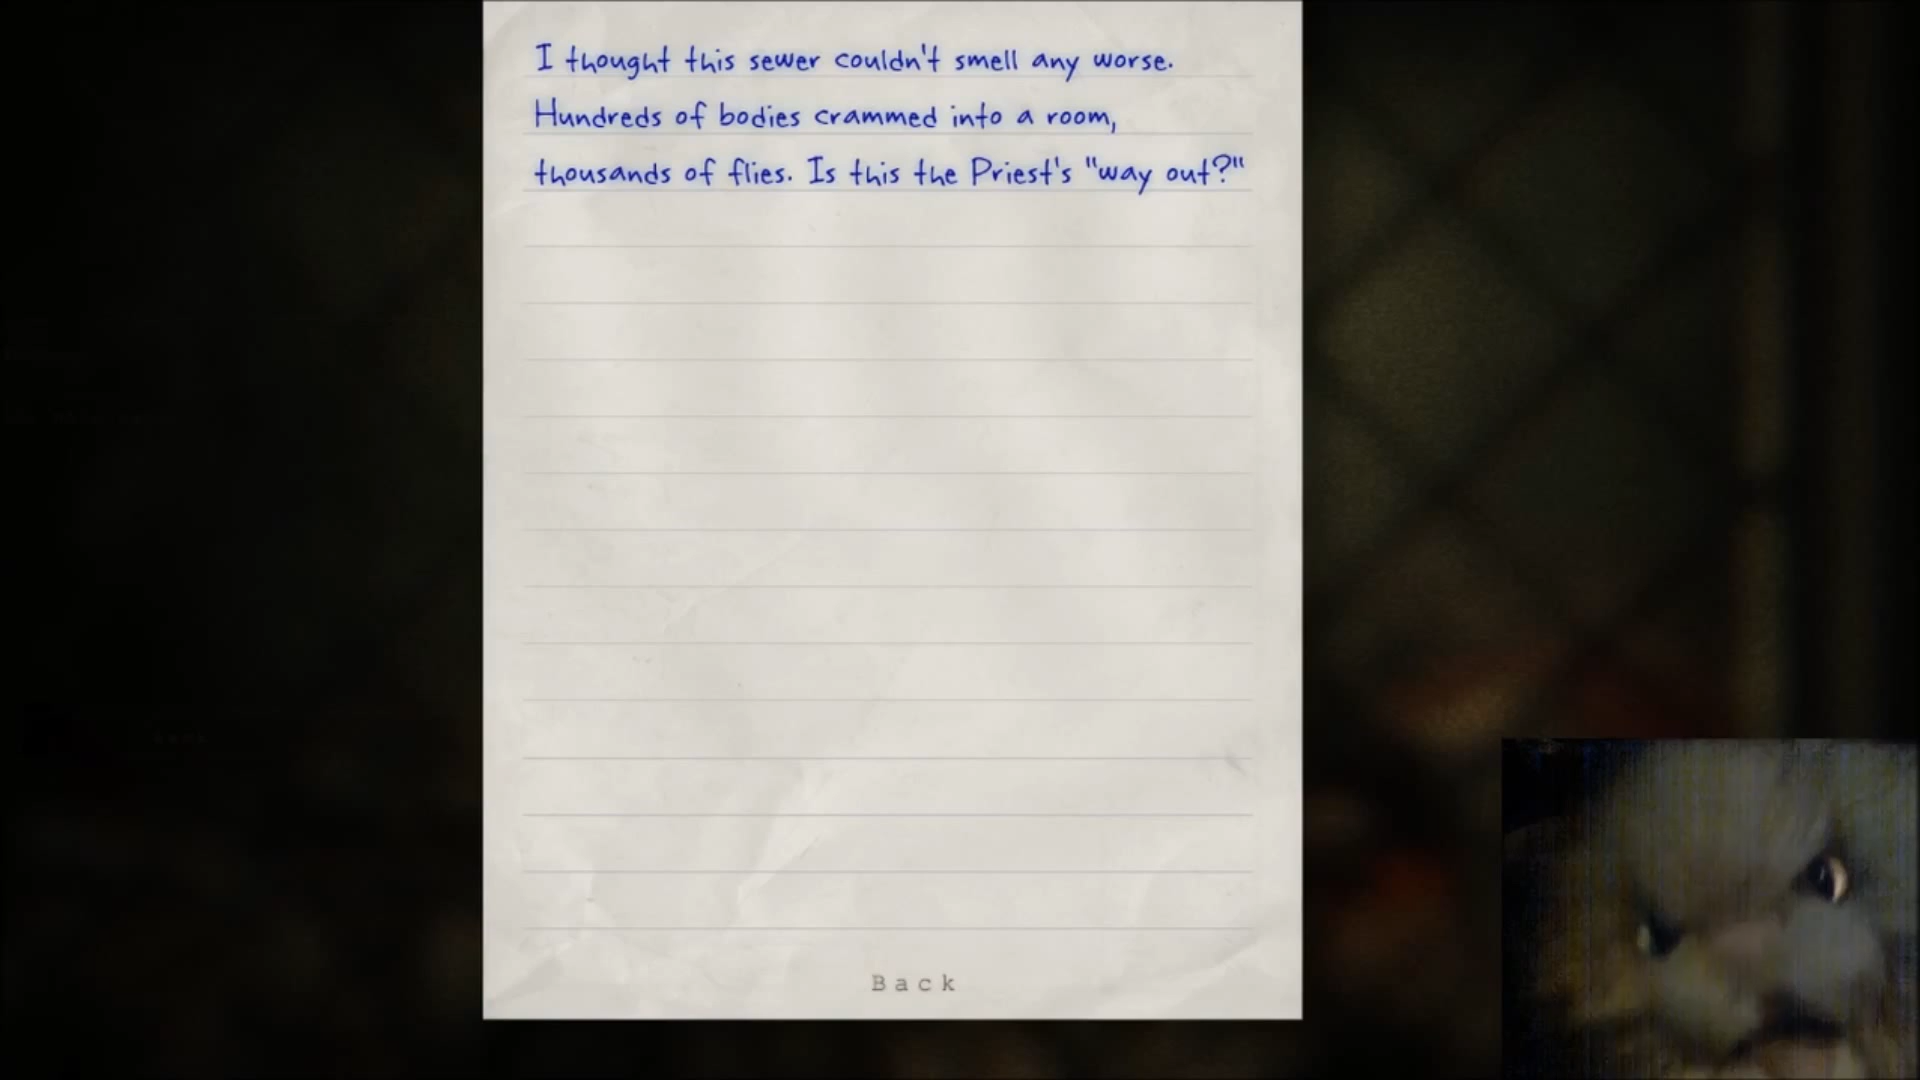 I thought this sewer couldn't smell any worse.
Hundreds of bodies crammed into a room,
thousands of flies. Is this the Priest's "way out?"
Back